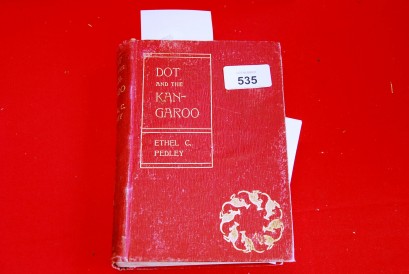 DOT
AND THE
KAN-
GAROO
ETHEL C.
PEDLEY
535